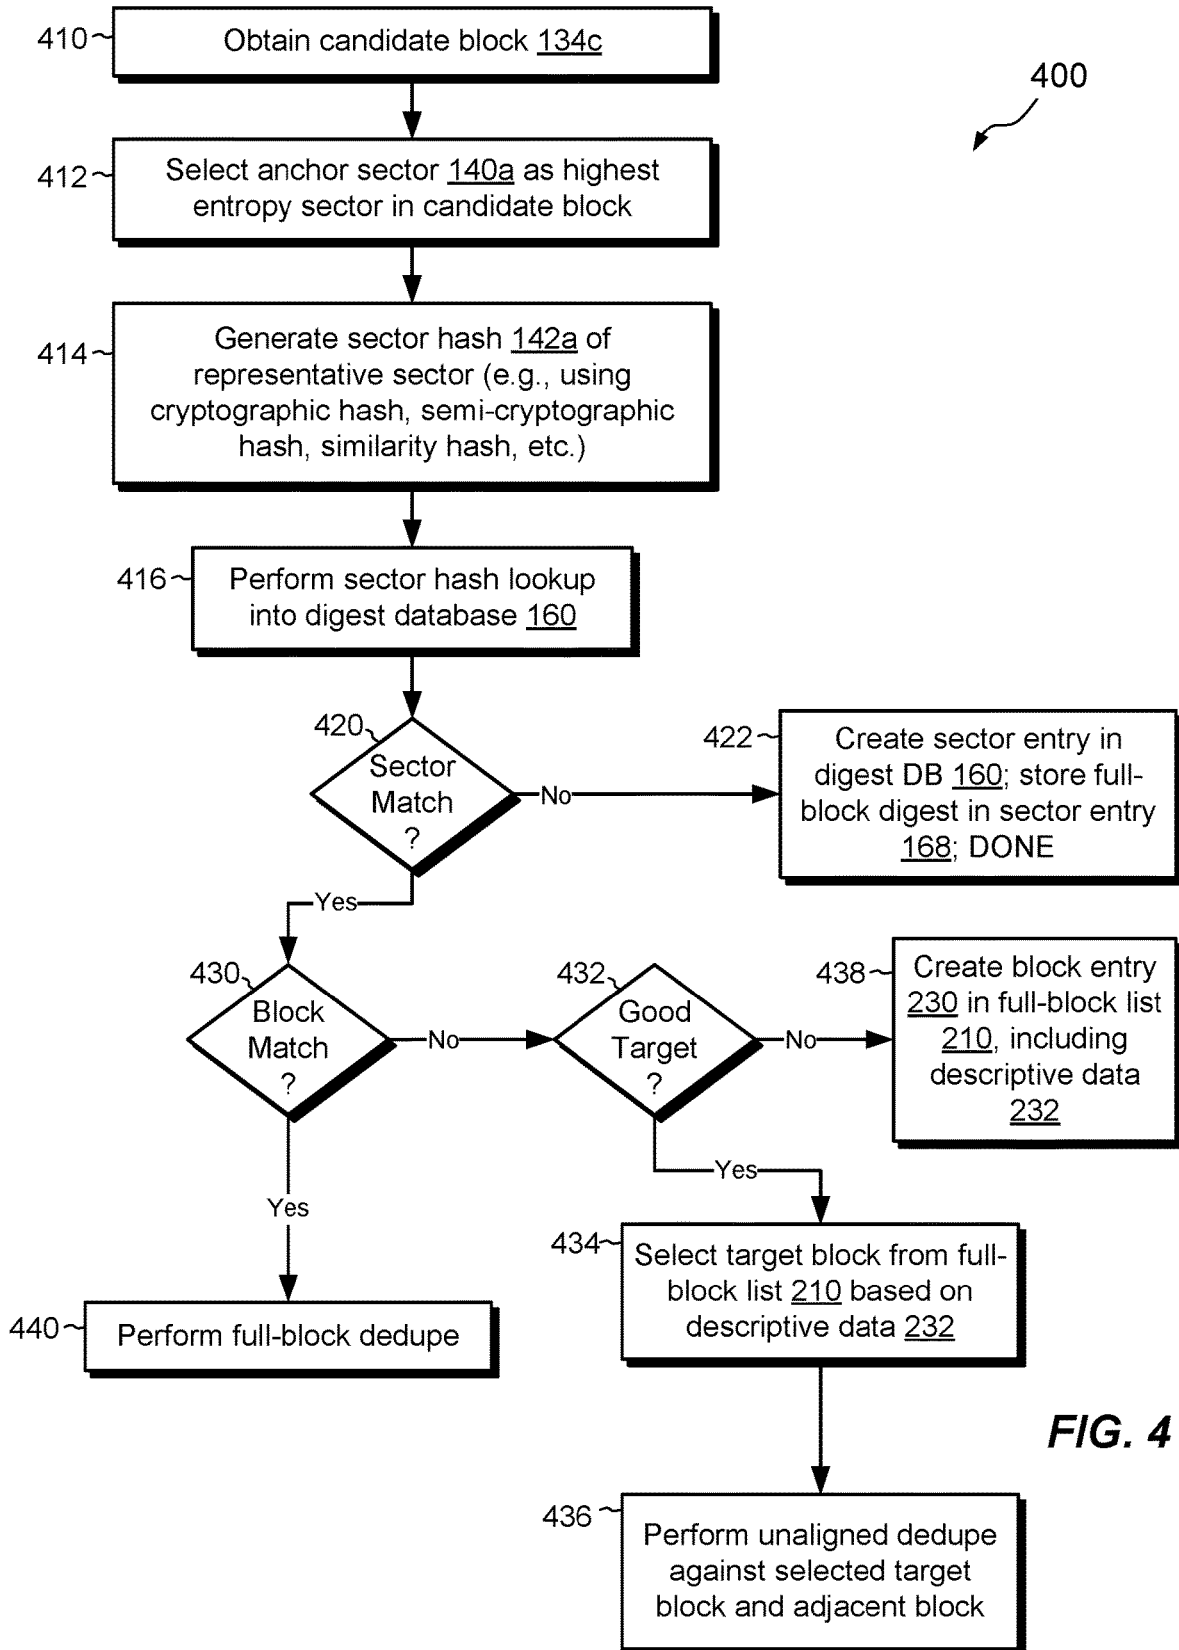 410
Obtain candidate block 134c
400
412
Select anchor sector 140a as highest
entropy sector in candidate block
414
Generate sector hash 142a of
representative sector (e.g., using
cryptographic hash, semi-cryptographic
hash, similarity hash, etc.)
416
Perform sector hash lookup
into digest database 160
420
Sector
Match
?
No
Yes
422
Create sector entry in
digest DB 160; store full-
block digest in sector entry
168; DONE
430
Block
Match
?
No
Yes
432
Good
Target
?
No
Yes
438
Create block entry
230 in full-block list
210, including
descriptive data
232
434
Select target block from full-
block list 210 based on
descriptive data 232
440
Perform full-block dedupe
FIG. 4
436
Perform unaligned dedupe
against selected target
block and adjacent block